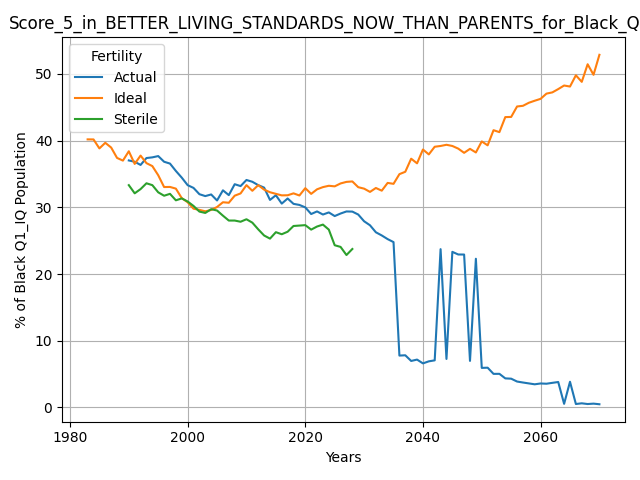 Score_5_in_BETTER_LIVING_STANDARDS_NOW_THAN_PARENTS_for_Black_Q
Fertility
Actual
Ideal
Sterile
% of Black Q1_IQ Population
50
40
30
20
10
0
1980 2000 2020 2040 2060
Years